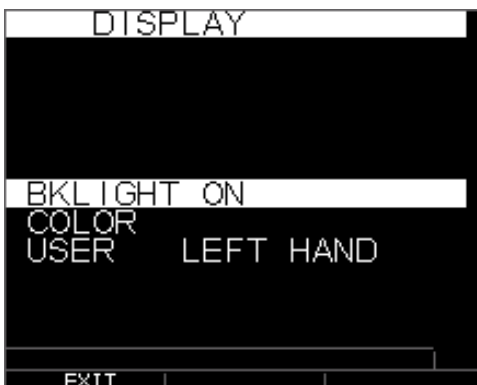 DISPLAY
BKLIGHT ON
COLOR
USER LEFT HAND
EXIT